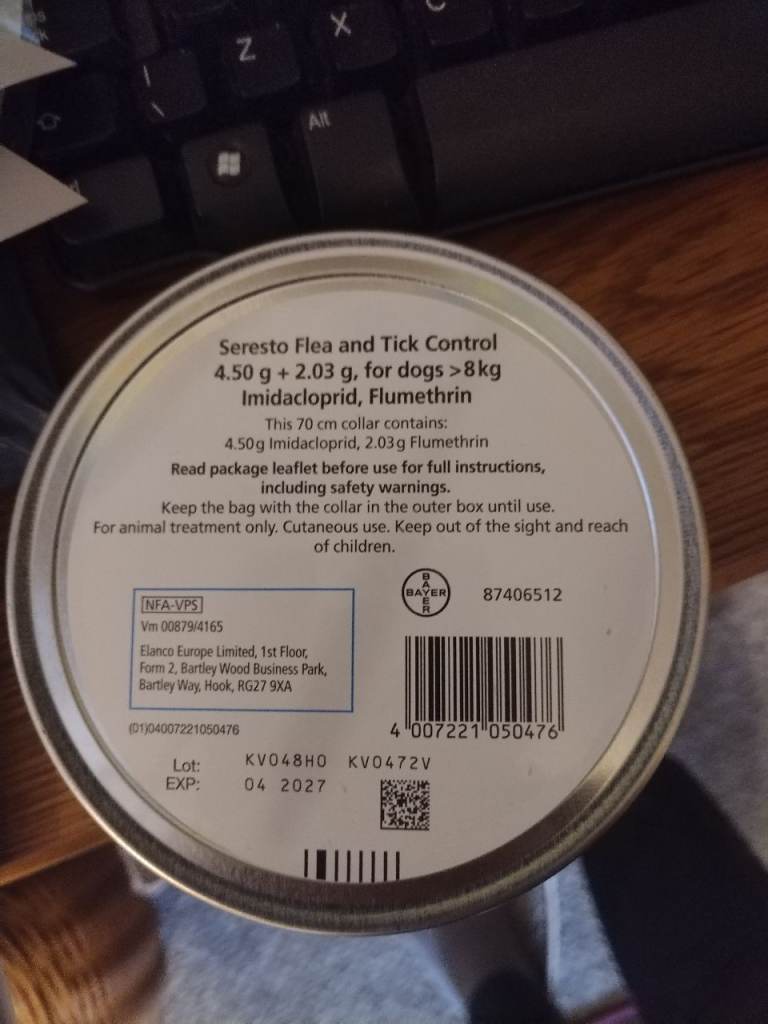 Z X C
Alt
Seresto Flea and Tick Control
4.50 g + 2.03 g, for dogs >8kg
Imidacloprid, Flumethrin
This 70 cm collar contains:
4.50g Imidacloprid, 2.03g Flumethrin
Read package leaflet before use for full instructions,
including safety warnings.
Keep the bag with the collar in the outer box until use.
For animal treatment only. Cutaneous use. Keep out of the sight and reach
of children.
NFA-VPS
Vm 00879/4165
Elanco Europe Limited, 1st Floor,
Form 2, Bartley Wood Business Park,
Bartley Way, Hook, RG27 9XA
BAYER
BAYER
87406512
4 007221 050476
(01)04007221050476
Lot: KV048H0 KV0472V
EXP: 04 2027